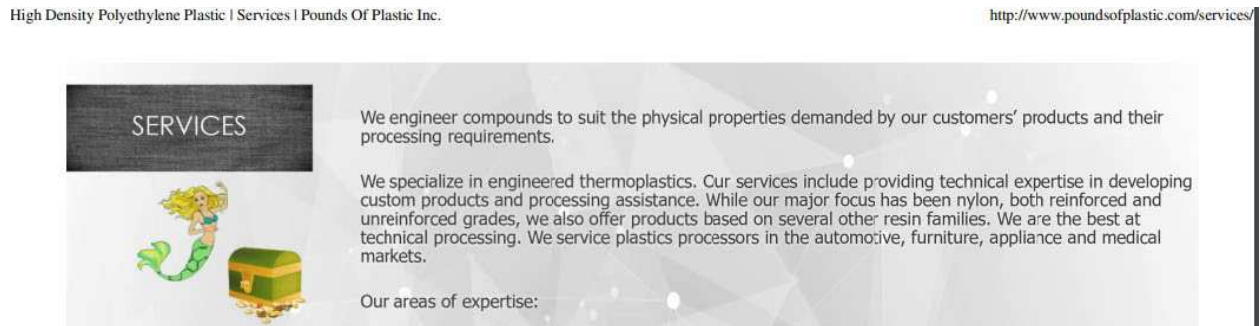 High Density Polyethylene Plastic | Services | Pounds Of Plastic Inc.
http://www.poundsofplastic.com/services/
SERVICES
We engineer compounds to suit the physical properties demanded by our customers' products and their
processing requirements.
We specialize in engineered thermoplastics. Our services include providing technical expertise in developing
custom products and processing assistance. While our major focus has been nylon, both reinforced and
unreinforced grades, we also offer products based on several other resin families. We are the best at
technical processing. We service plastics processors in the automotive, furniture, appliance and medical
markets.
Our areas of expertise: